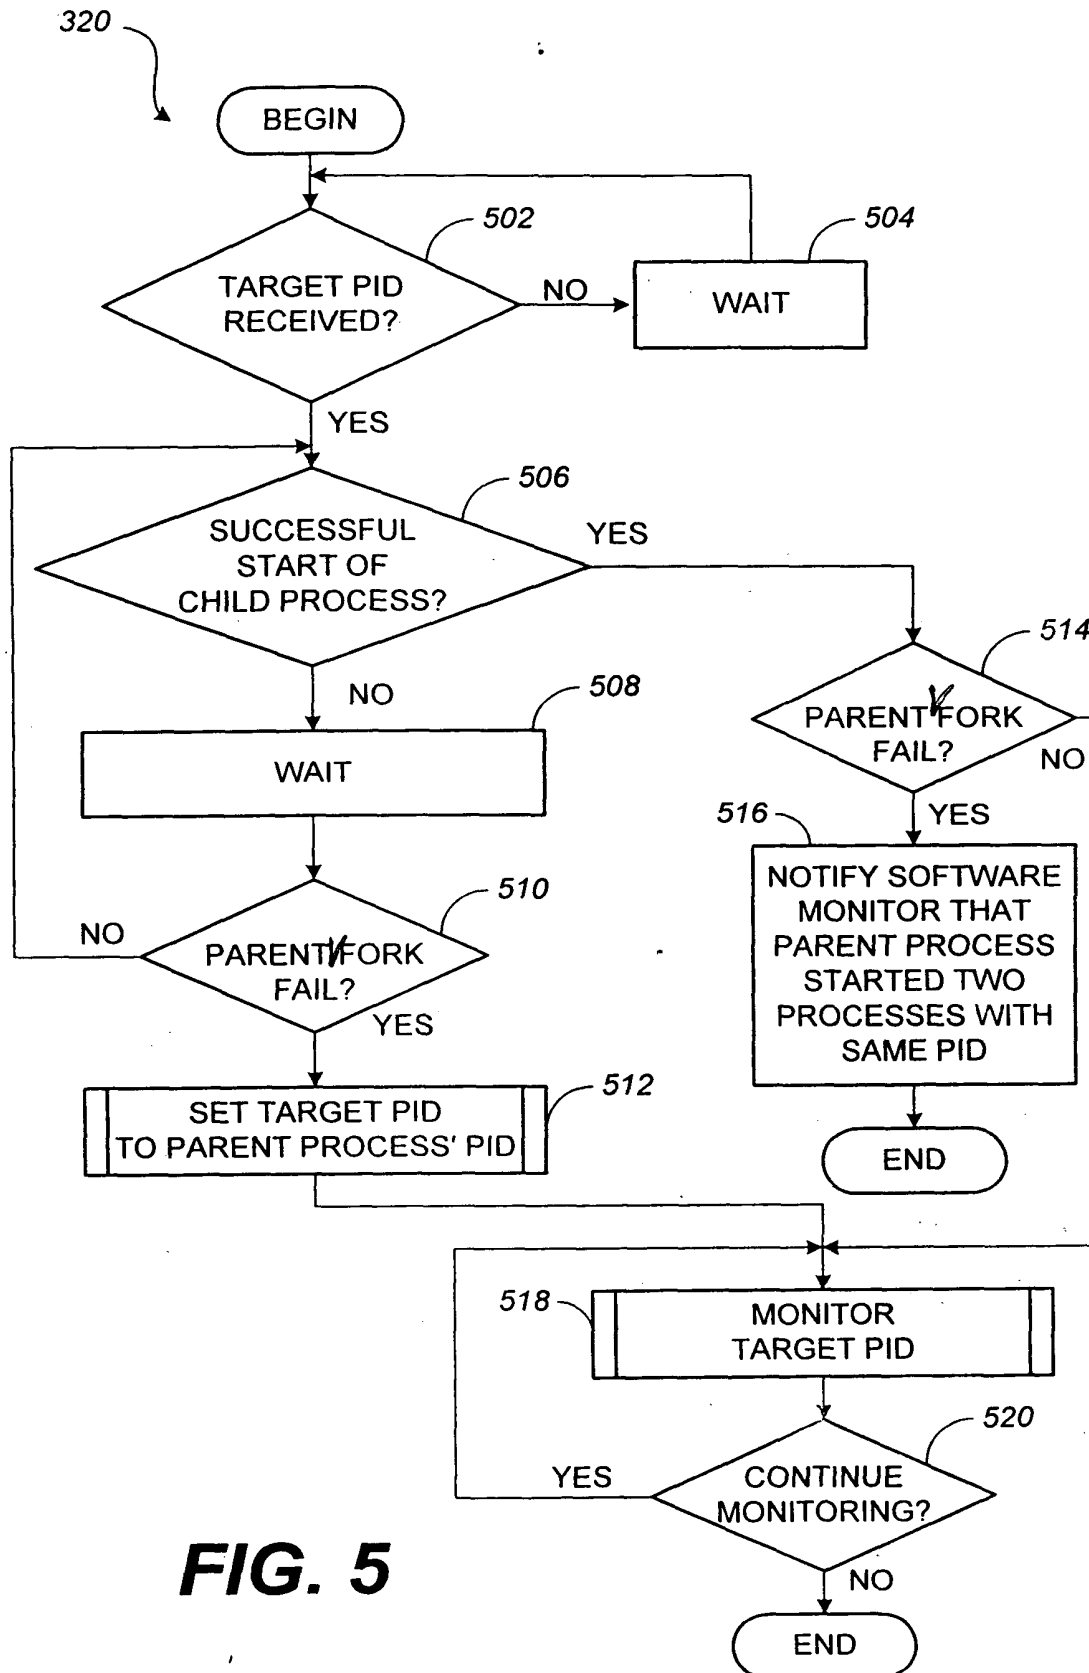 320
BEGIN
502
504
TARGET PID
RECEIVED?
NO
WAIT
YES
506
SUCCESSFUL
START OF
CHILD PROCESS?
YES
514
NO
508
PARENT VFORK
FAIL?
NO
WAIT
YES
516
510
NOTIFY SOFTWARE
MONITOR THAT
PARENT PROCESS
STARTED TWO
PROCESSES WITH
SAME PID
NO
PARENT VFORK
FAIL?
YES
512
SET TARGET PID
TO PARENT PROCESS' PID
END
518
MONITOR
TARGET PID
520
YES
CONTINUE
MONITORING?
FIG. 5
NO
END